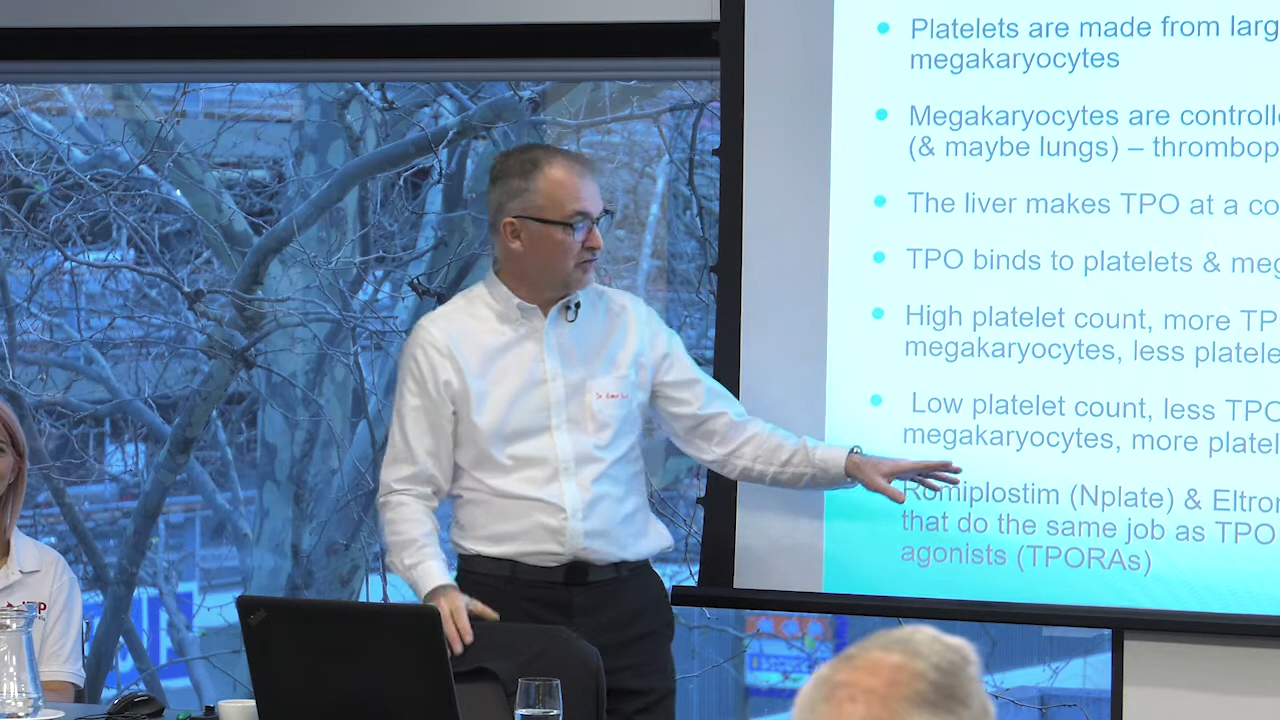 Platelets are made from larg
megakaryocytes
Megakaryocytes are controlle
(& maybe lungs) – thrombop
The liver makes TPO at a co
TPO binds to platelets & meg
High platelet count, more TP
megakaryocytes, less platele
Low platelet count, less TPO
megakaryocytes, more platel
Romiplostim (Nplate) & Eltron
that do the same job as TPO
agonists (TPORAs)